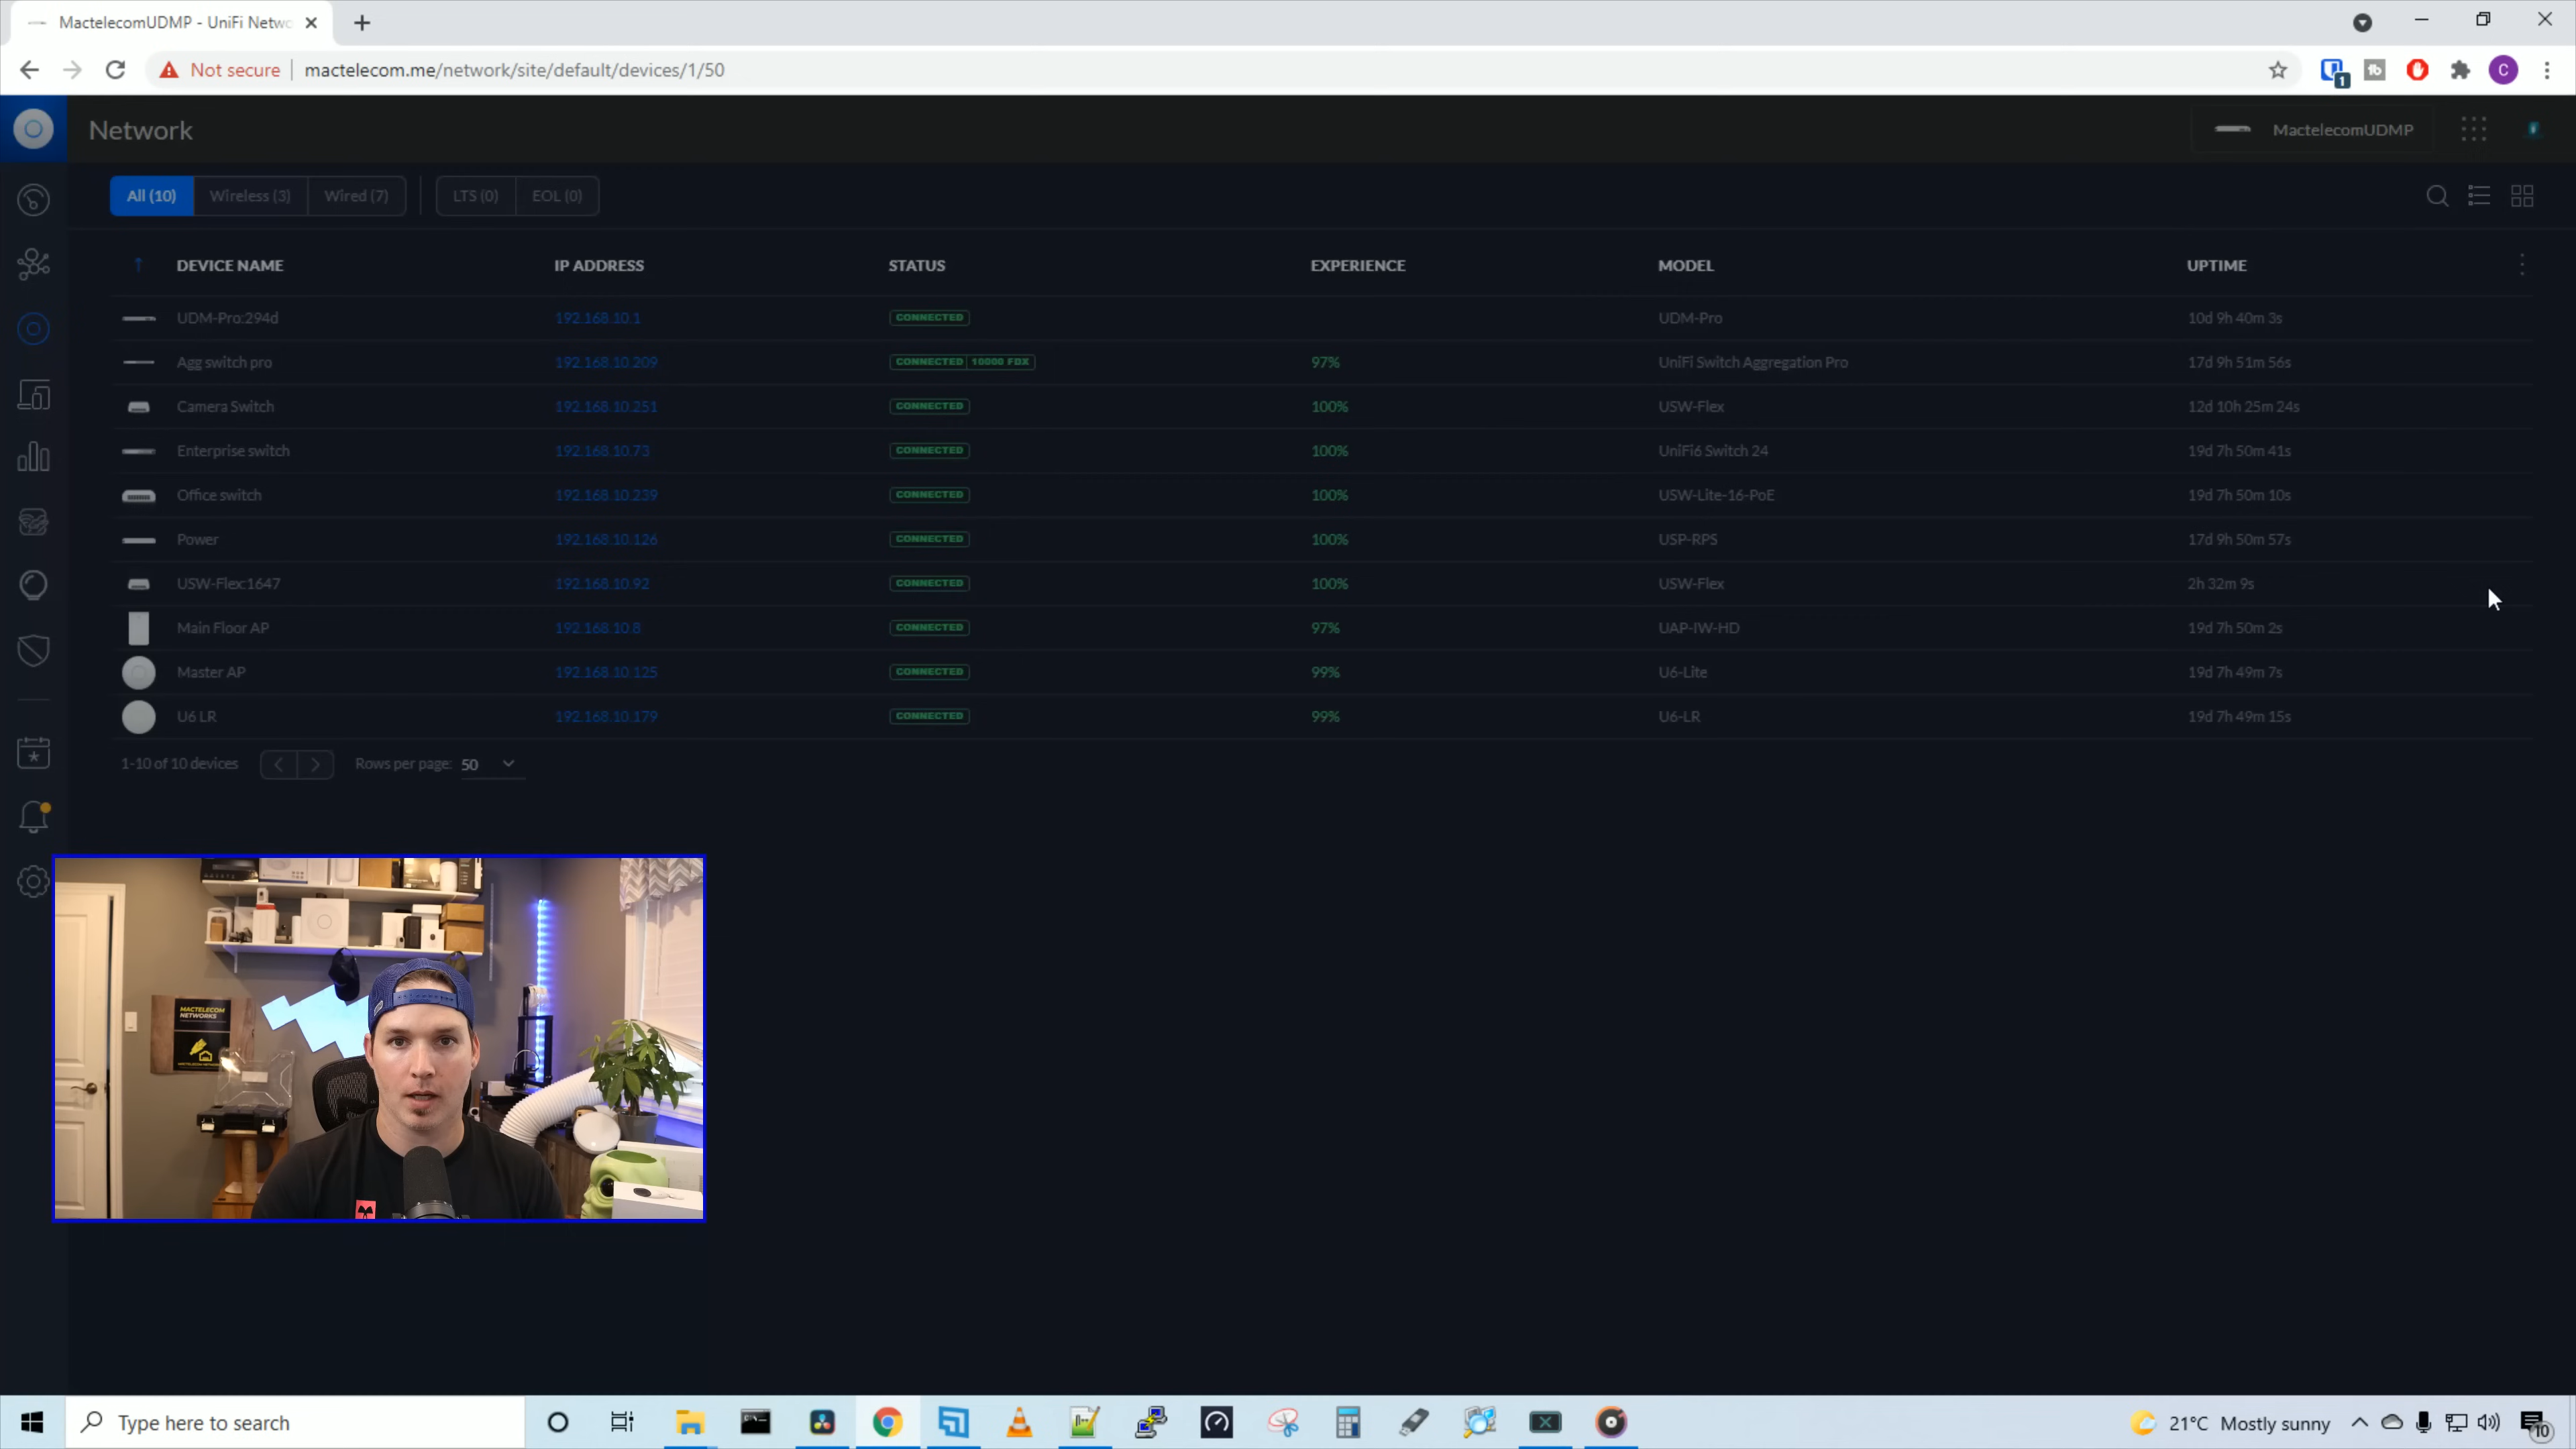 MactelecomUDMP - UniFi Netwo
Not secure mactelecom.me/network/site/default/devices/1/50
1
C
Network
MactelecomUDMP
All (10) Wireless (3) Wired (7) LTS (0) EOL (0)
DEVICE NAME IP ADDRESS STATUS EXPERIENCE MODEL UPTIME
UDM-Pro:294d 192.168.10.1 CONNECTED UDM-Pro 10d 9h 40m 3s
Agg switch pro 192.168.10.209 CONNECTED 10000 FDX 97% UniFi Switch Aggregation Pro 17d 9h 51m 56s
Camera Switch 192.168.10.251 CONNECTED 100% USW-Flex 12d 10h 25m 24s
Enterprise switch 192.168.10.73 CONNECTED 100% UniFi6 Switch 24 19d 7h 50m 41s
Office switch 192.168.10.239 CONNECTED 100% USW-Lite-16-PoE 19d 7h 50m 10s
Power 192.168.10.126 CONNECTED 100% USP-RPS 17d 9h 50m 57s
USW-Flex:1647 192.168.10.92 CONNECTED 100% USW-Flex 2h 32m 9s
Main Floor AP 192.168.10.8 CONNECTED 97% UAP-IW-HD 19d 7h 50m 2s
Master AP 192.168.10.125 CONNECTED 99% U6-Lite 19d 7h 49m 7s
U6 LR 192.168.10.179 CONNECTED 99% U6-LR 19d 7h 49m 15s
1-10 of 10 devices Rows per page: 50
MACTELECOM
NETWORKS
Type here to search
21°C Mostly sunny
10